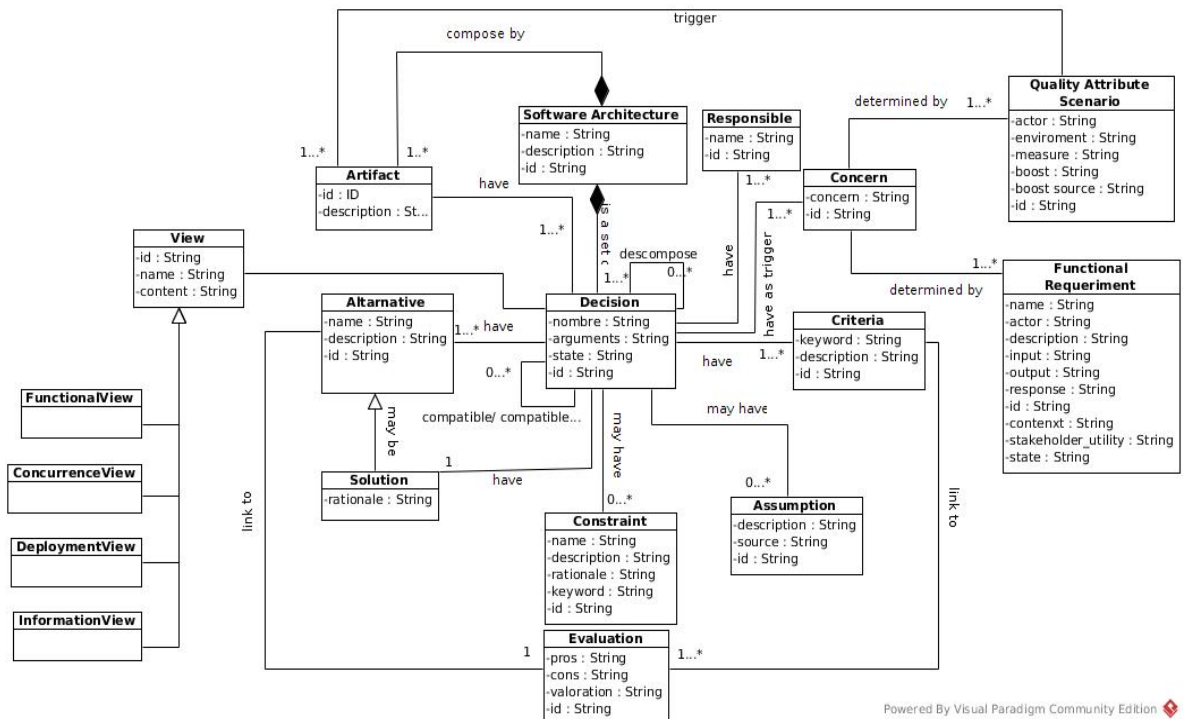 trigger
compose by
Quality Attribute
Scenario
-actor : String
-enviroment : String
-measure : String
-boost : String
-boost source : String
-id : String
determined by
1...*
Software Architecture
-name : String
-description : String
-id : String
Responsible
-name : String
-id : String
1...*
1...*
1..*
Artifact
-id : ID
-description : St...
have
1...*
is a set c
1...*
Concern
-concern : String
-id : String
1...*
have
have as trigger
descompose
0...*
View
-id : String
-name : String
-content : String
determined by
1...*
Functional
Requeriment
-name : String
-actor : String
-description : String
-input : String
-output : String
-response : String
-id : String
-contenxt : String
-stakeholder_utility : String
-state : String
Altarnative
-name : String
-description : String
-id : String
1...*
have
Decision
-nombre : String
-arguments : String
-state : String
-id : String
Criteria
-keyword : String
-description : String
-id : String
have
1...*
0...*
compatible/ compatible...
may be
may have
may have
0...*
FunctionalView
ConcurrenceView
DeploymentView
InformationView
Solution
-rationale : String
1
have
0...*
Constraint
-name : String
-description : String
-rationale : String
-keyword : String
-id : String
Assumption
-description : String
-source : String
-id : String
link to
link to
Evaluation
-pros : String
-cons : String
-valoration : String
-id : String
1
1...*
Powered By Visual Paradigm Community Edition